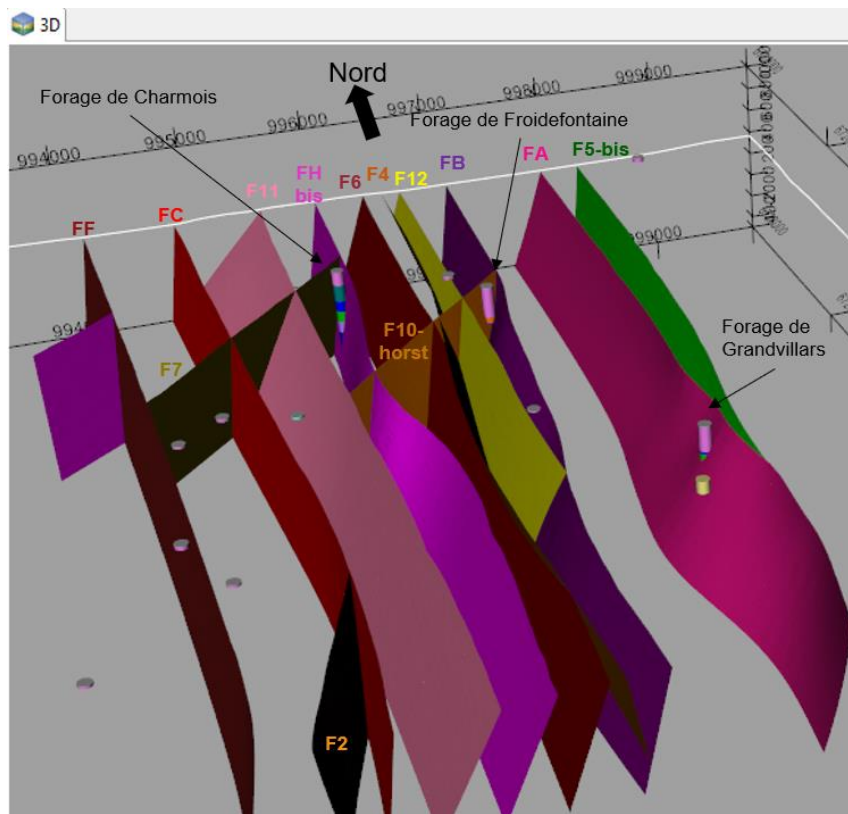 3D
Nord
Forage de Charmois
Forage de Froidefontaine
994000
995000
996000
997000
998000
999000
FF
FC
F11
FH
bis
F6
F4
F12
FB
FA
F5-bis
999000
994
F7
F10-
horst
Forage de
Grandvillars
F2